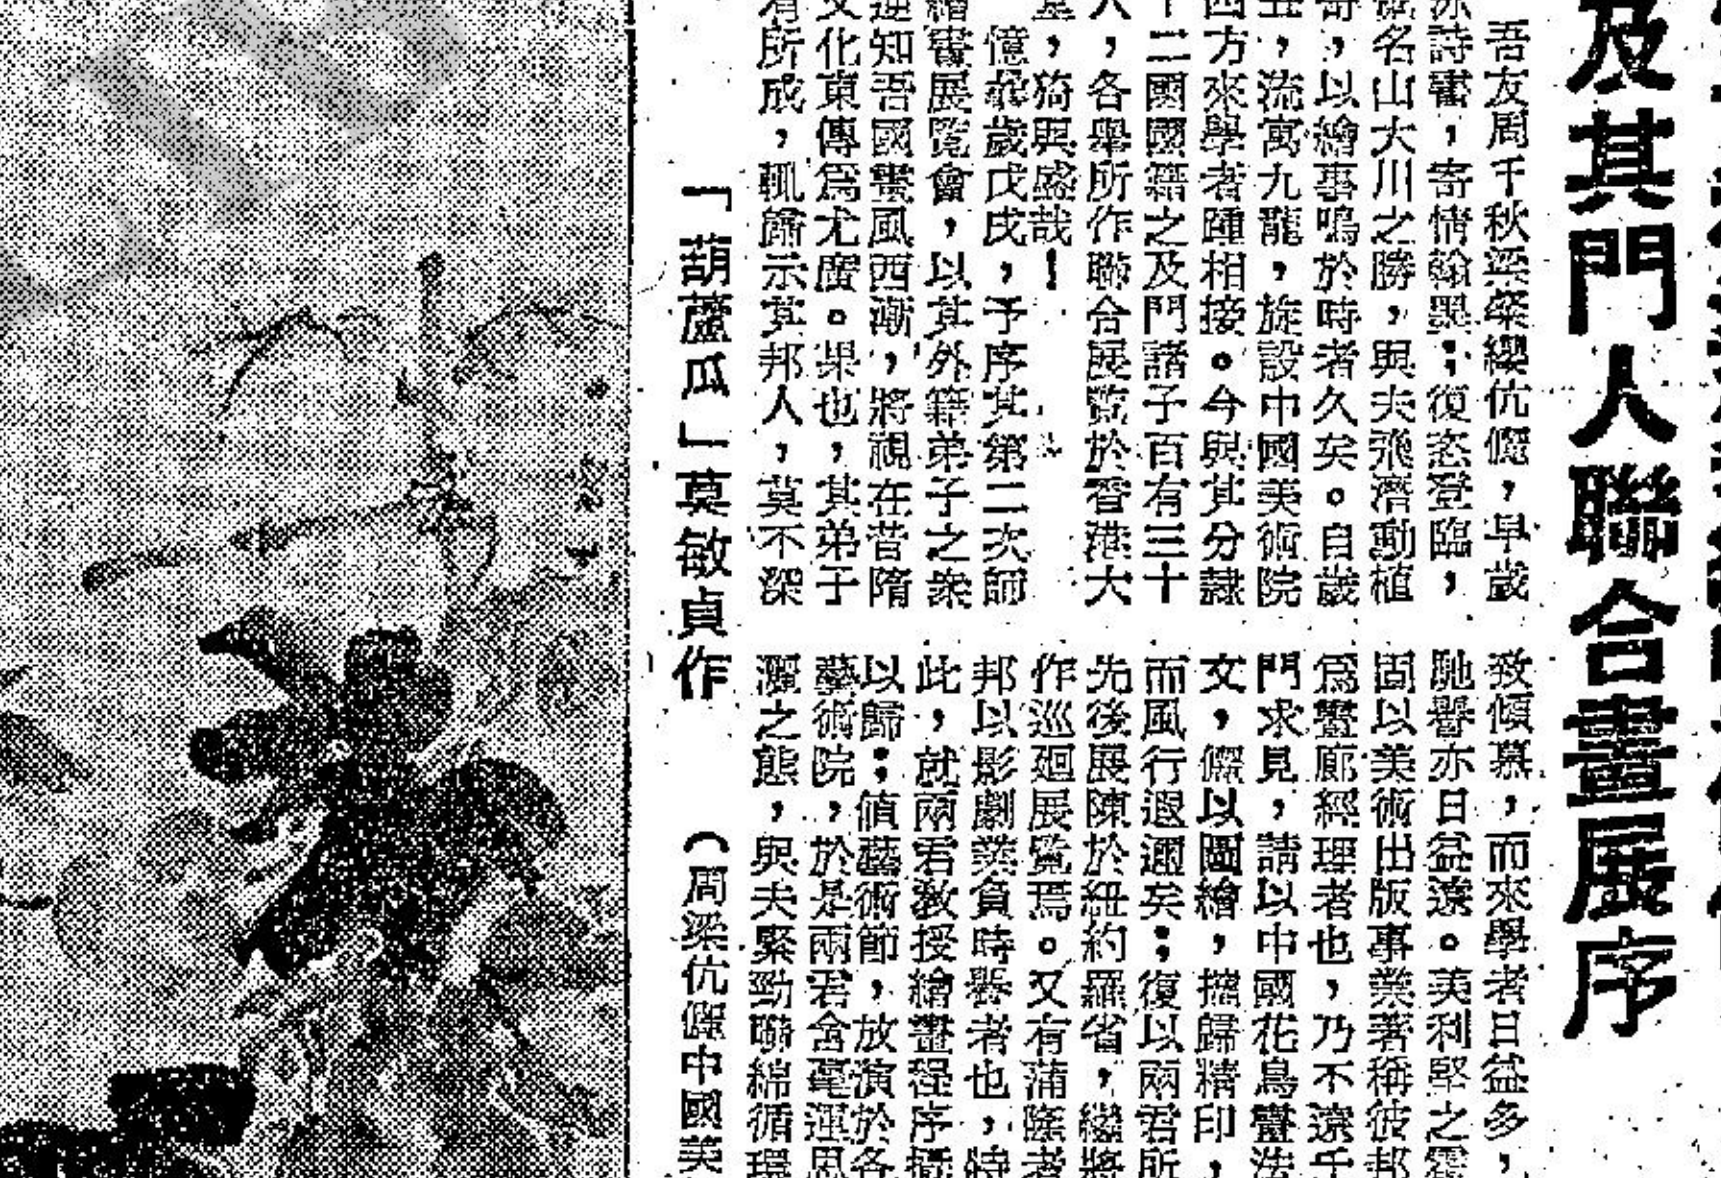 及其門人聯合畫展序
吾友周千秋梁粲纓伉儷，早歲
詩書，寄情翰墨；復恣登臨，
名山大川之勝，與夫飛潛動植
奇，以繪事鳴於時者久矣。自歲
丑，流寓九龍，旋設中國美術院
四方來學者踵相接。今與其分隸
十二國國籍之及門諸子百有三十
人，各舉所作聯合展覽於香港大
堂，猗與盛哉！
憶歲戊戌，予序其第二次師
繪畫展覽會，以其外籍弟子之衆
逆知吾國畫風西漸，將視在昔隋
文化東傳爲尤廣。果也，其弟子
有所成，輒歸示其邦人，莫不深
致傾慕，而來學者日益多，
馳譽亦日益遠。美利堅之霍
固以美術出版事業著稱彼邦
爲畫廊經理者也，乃不遠千
門求見，請以中國花鳥畫法
文，儷以圖繪，攜歸精印，
而風行遐邇矣；復以兩君所
先後展陳於紐約羅省，繼將
作巡廻展覽焉。又有蒲隆者
邦以影劇業負時譽者也，特
此，就兩君教授繪畫程序攝
以歸；值藝術節，放演於各
藝術院，於是兩君含毫運思
灑之態，與夫緊勁聯綿循環
「葫蘆瓜」莫敏貞作
（周梁伉儷中國美